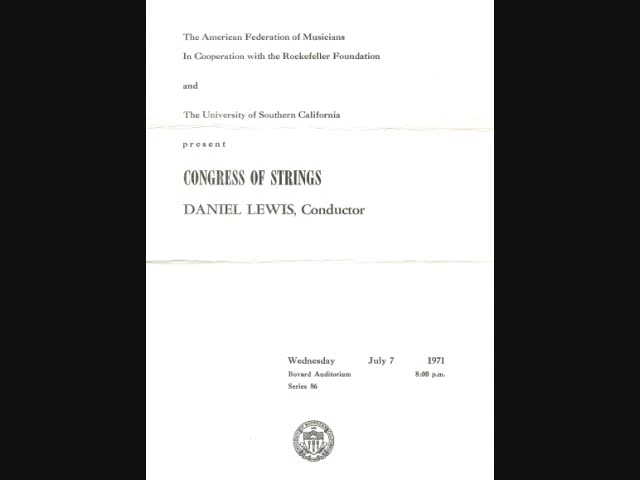 The American Federation of Musicians
In Cooperation with the Rockefeller Foundation
and
The University of Southern California
present
CONGRESS OF STRINGS
DANIEL LEWIS, Conductor
Wednesday July 7 1971
Bovard Auditorium 8:00 p.m.
Series 86